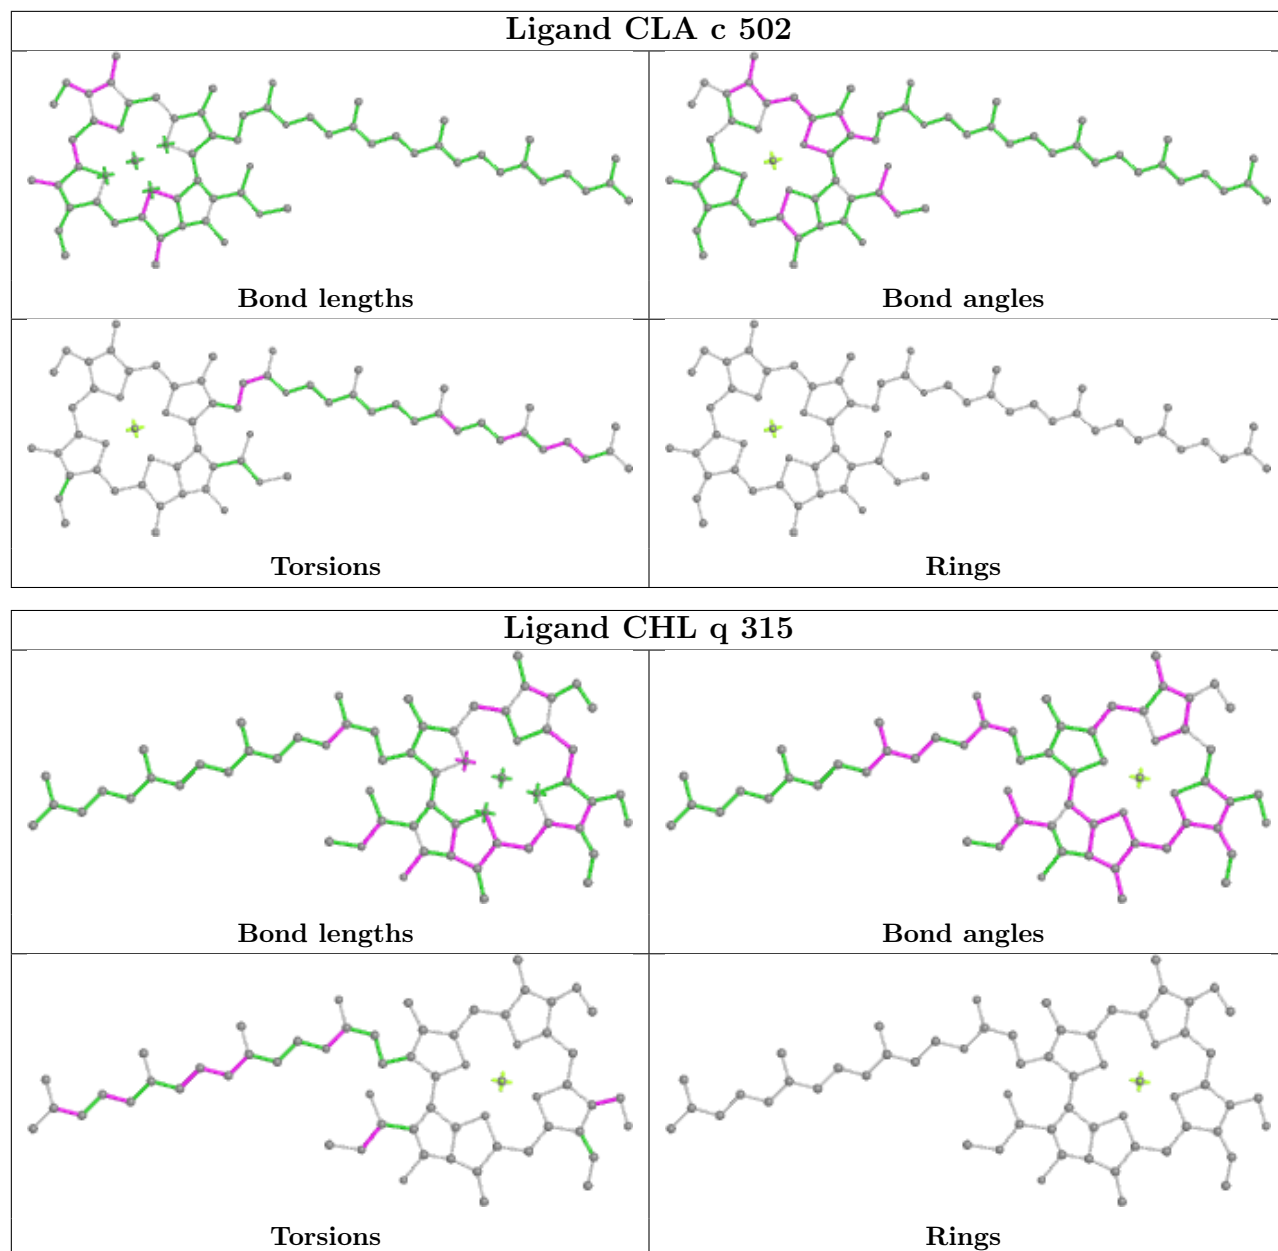 Ligand CLA c 502
Bond lengths
Bond angles
Torsions
Rings
Ligand CHL q 315
Bond lengths
Bond angles
Torsions
Rings